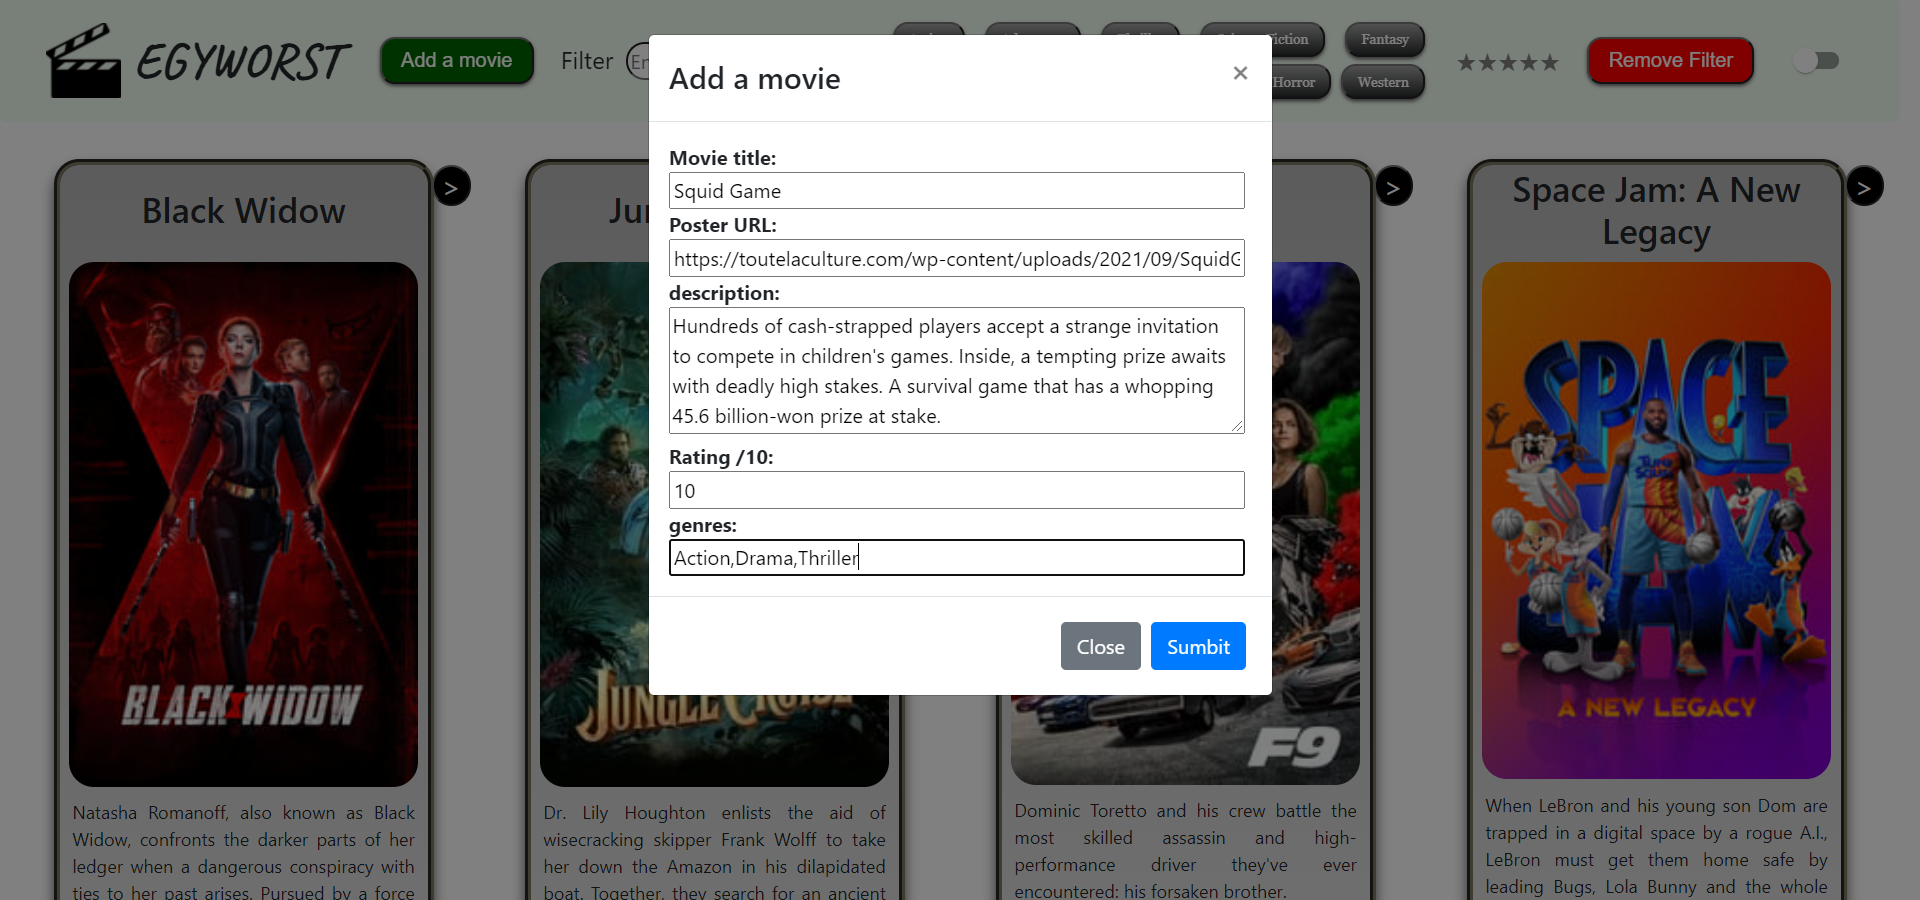 EGYWORST
Add a movie
Filter
Fantasy
Horror
Western
★★★★★
Remove Filter
Add a movie
×
Movie title:
Squid Game
Poster URL:
https://toutelaculture.com/wp-content/uploads/2021/09/SquidG
description:
Hundreds of cash-strapped players accept a strange invitation
to compete in children's games. Inside, a tempting prize awaits
with deadly high stakes. A survival game that has a whopping
45.6 billion-won prize at stake.
Rating /10:
10
genres:
Action,Drama,Thriller
Close
Sumbit
Black Widow
>
BLACK WIDOW
Natasha Romanoff, also known as Black
Widow, confronts the darker parts of her
ledger when a dangerous conspiracy with
ties to her past arises. Pursued by a force
JUNGLE CRUISE
Dr. Lily Houghton enlists the aid of
wisecracking skipper Frank Wolff to take
her down the Amazon in his dilapidated
boat. Together, they search for an ancient
>
F9
Dominic Toretto and his crew battle the
most skilled assassin and high-
performance driver they've ever
encountered: his forsaken brother.
Space Jam: A New
Legacy
>
SPACE
JAM
TUNE
SQUAD
A NEW LEGACY
When LeBron and his young son Dom are
trapped in a digital space by a rogue A.I.,
LeBron must get them home safe by
leading Bugs, Lola Bunny and the whole